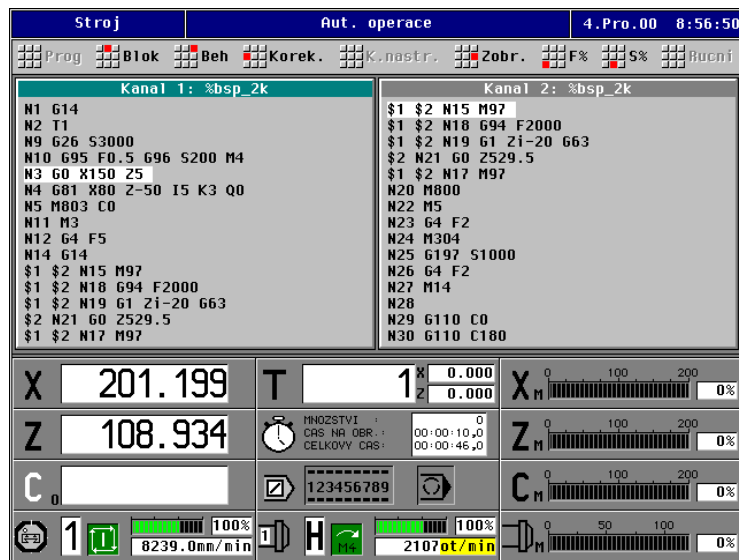 Stroj Aut. operace 4.Pro.00 8:56:50
Prog Blok Beh Korek. K.nastr. Zobr. F% S% Rucni
Kanal 1: %bsp_2k
N1 G14
N2 T1
N9 G26 S3000
N10 G95 F0.5 G96 S200 M4
N3 G0 X150 Z5
N4 G81 X80 Z-50 I5 K3 Q0
N5 M803 C0
N11 M3
N12 G4 F5
N14 G14
$1 $2 N15 M97
$1 $2 N18 G94 F2000
$1 $2 N19 G1 Zi-20 G63
$2 N21 G0 Z529.5
$1 $2 N17 M97
Kanal 2: %bsp_2k
$1 $2 N15 M97
$1 $2 N18 G94 F2000
$1 $2 N19 G1 Zi-20 G63
$2 N21 G0 Z529.5
$1 $2 N17 M97
N20 M800
N22 M5
N23 G4 F2
N24 M304
N25 G197 S1000
N26 G4 F2
N27 M14
N28
N29 G110 C0
N30 G110 C180
X 201.199
T 1 X 0.000
Z 0.000
X M 0 100 200 0%
Z 108.934
MNOZSTVI : 0
CAS NA OBR.: 00:00:10,0
CELKOVY CAS: 00:00:46,0
Z M 0 100 200 0%
C 0
123456789
C M 0 100 200 0%
1 100%
8239.0mm/min
1 H M4 100%
2107ot/min
M 0 50 100 0%